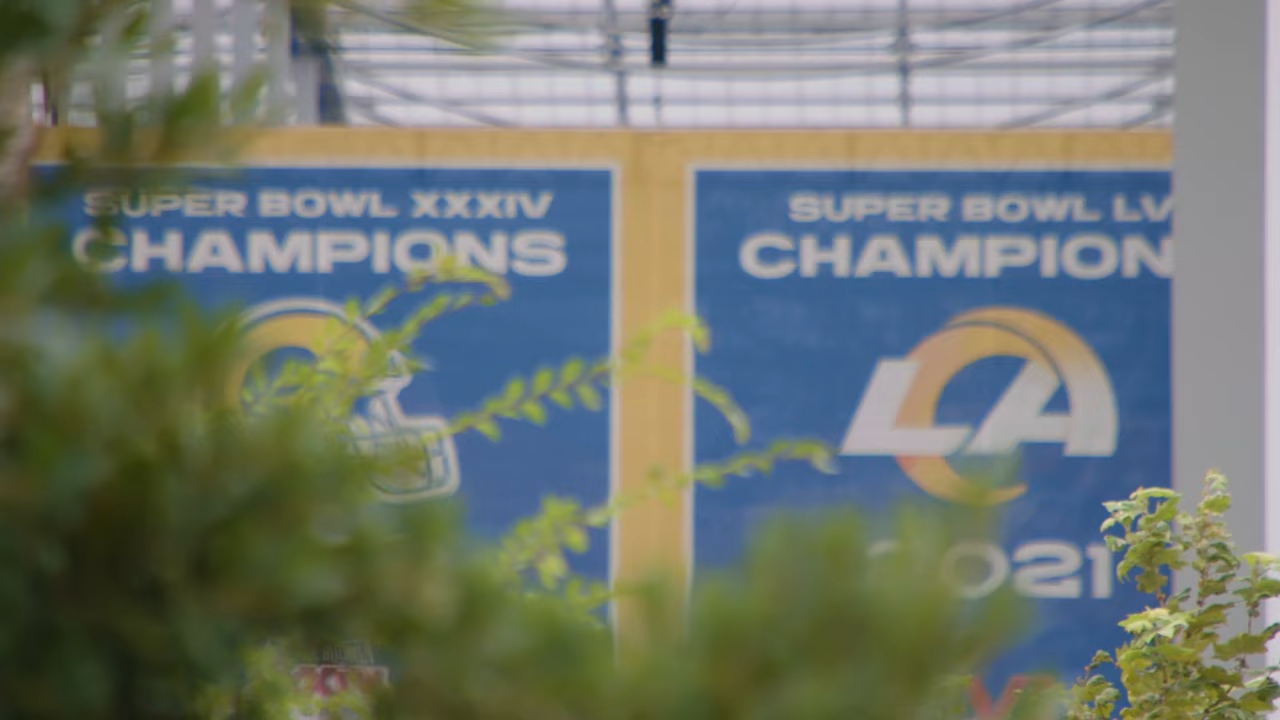 SUPER BOWL XXXIV
CHAMPIONS
SUPER BOWL LV
CHAMPION
LA
2021